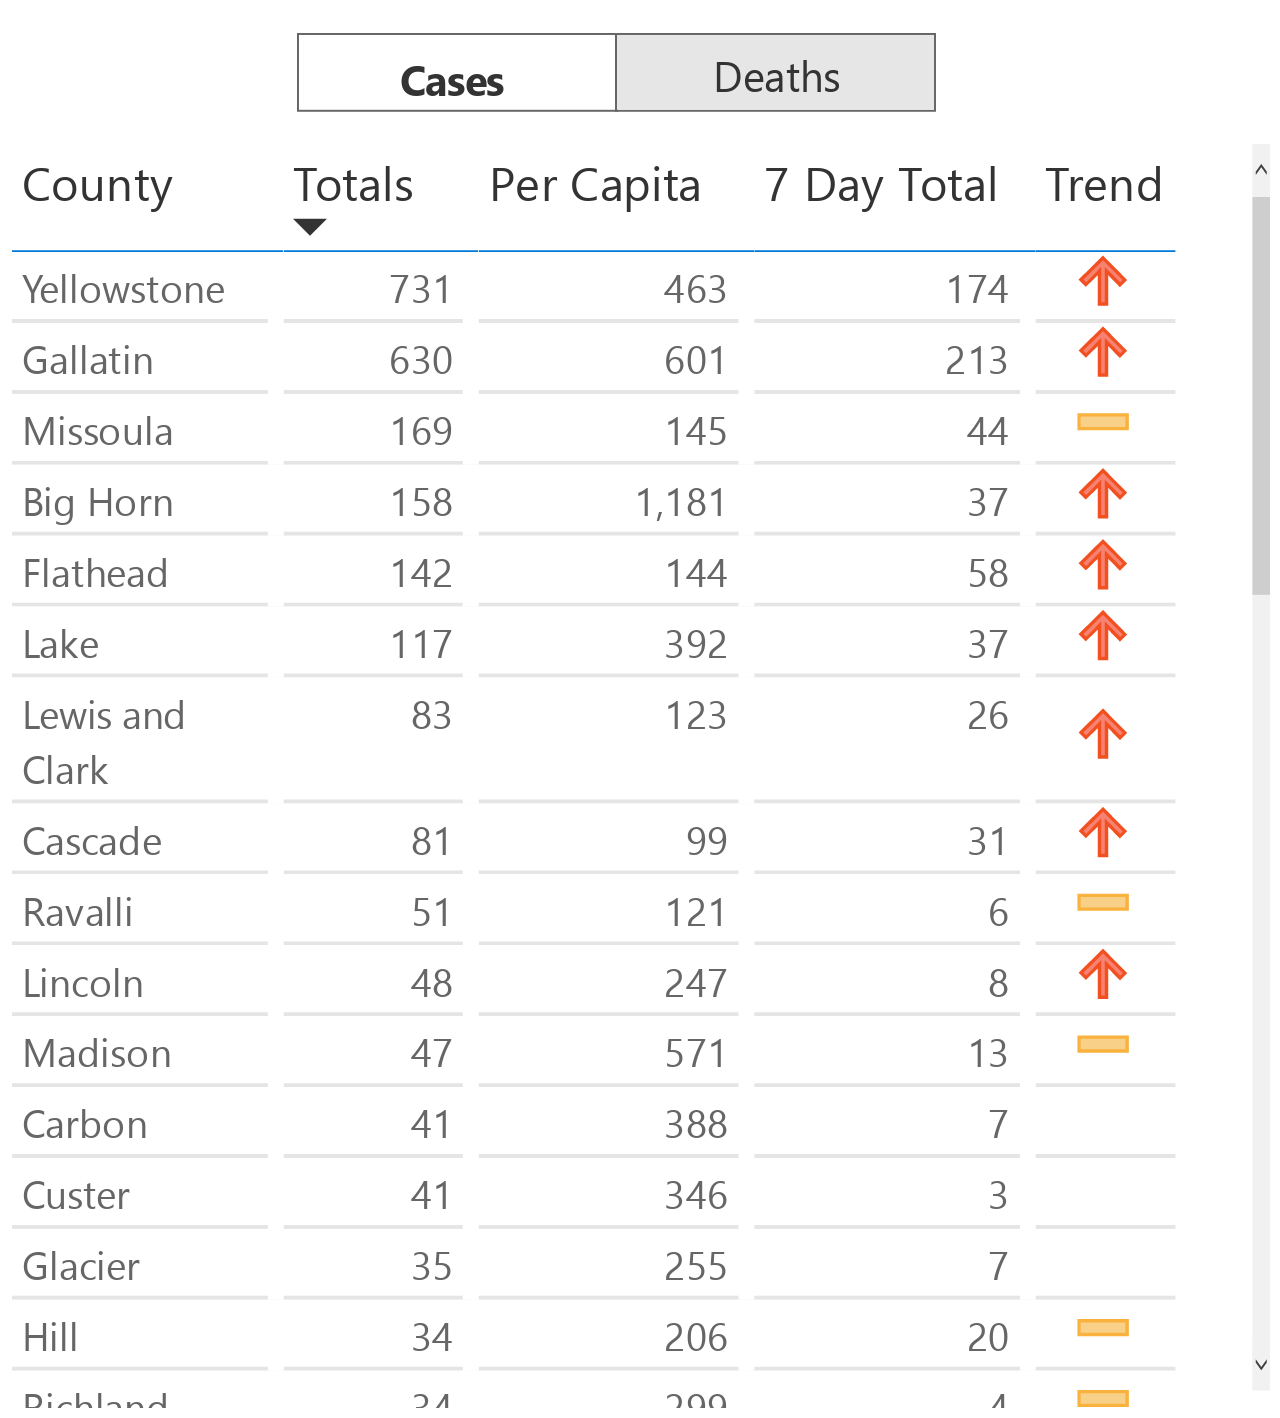 Cases Deaths
County Totals Per Capita 7 Day Total Trend
Yellowstone 731 463 174
Gallatin 630 601 213
Missoula 169 145 44
Big Horn 158 1,181 37
Flathead 142 144 58
Lake 117 392 37
Lewis and 83 123 26
Clark
Cascade 81 99 31
Ravalli 51 121 6
Lincoln 48 247 8
Madison 47 571 13
Carbon 41 388 7
Custer 41 346 3
Glacier 35 255 7
Hill 34 206 20
Richland 34 299 4